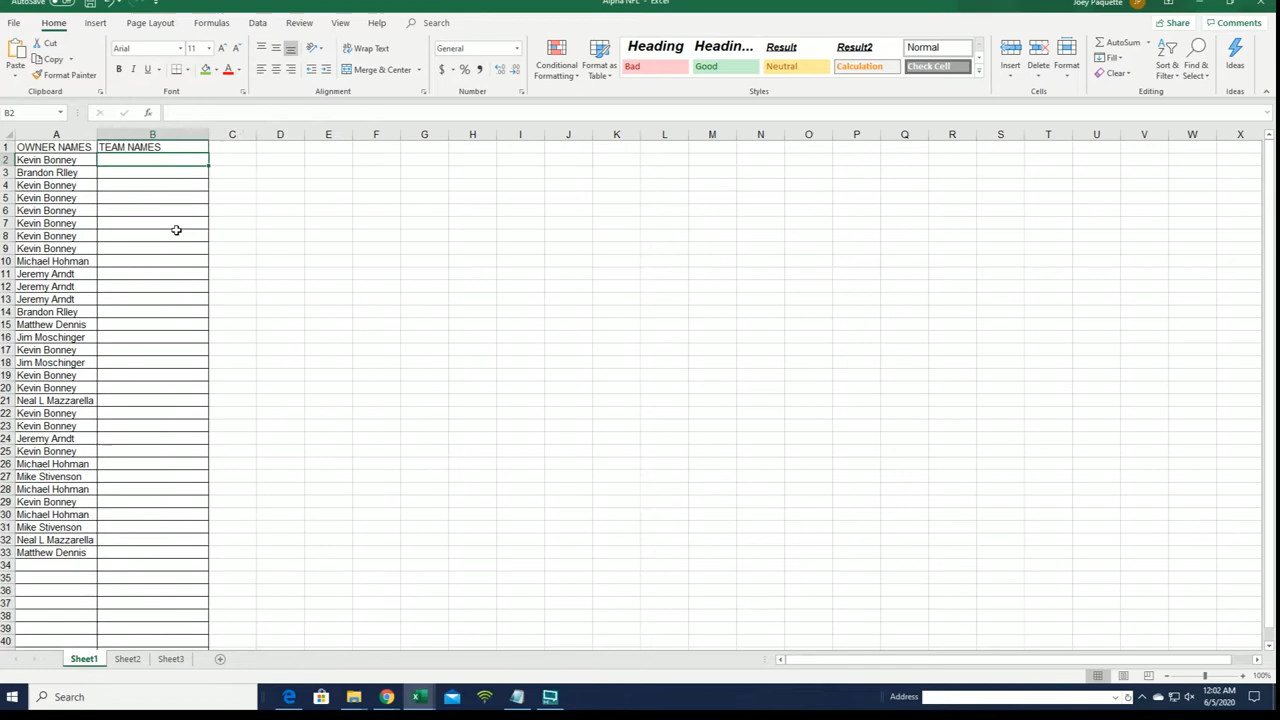 AutoSave Alpha NFL - Excel Joey Paquette JP
File Home Insert Page Layout Formulas Data Review View Help Search Share Comments
Paste Cut Arial 11 Wrap Text General Conditional Formatting Format as Table Heading Headin... Result Result2 Normal Insert Delete Format AutoSum Sort & Filter Find & Select Ideas
Copy Fill
Format Painter B I U Merge & Center $ % Bad Good Neutral Calculation Check Cell Clear
Clipboard Font Alignment Number Styles Cells Editing Ideas
B2 fx
A B C D E F G H I J K L M N O P Q R S T U V W X
1 OWNER NAMES TEAM NAMES
2 Kevin Bonney
3 Brandon RIley
4 Kevin Bonney
5 Kevin Bonney
6 Kevin Bonney
7 Kevin Bonney
8 Kevin Bonney
9 Kevin Bonney
10 Michael Hohman
11 Jeremy Arndt
12 Jeremy Arndt
13 Jeremy Arndt
14 Brandon RIley
15 Matthew Dennis
16 Jim Moschinger
17 Kevin Bonney
18 Jim Moschinger
19 Kevin Bonney
20 Kevin Bonney
21 Neal L Mazzarella
22 Kevin Bonney
23 Kevin Bonney
24 Jeremy Arndt
25 Kevin Bonney
26 Michael Hohman
27 Mike Stivenson
28 Michael Hohman
29 Kevin Bonney
30 Michael Hohman
31 Mike Stivenson
32 Neal L Mazzarella
33 Matthew Dennis
34
35
36
37
38
39
40
Sheet1 Sheet2 Sheet3
100%
Search Address 12:02 AM
6/5/2020